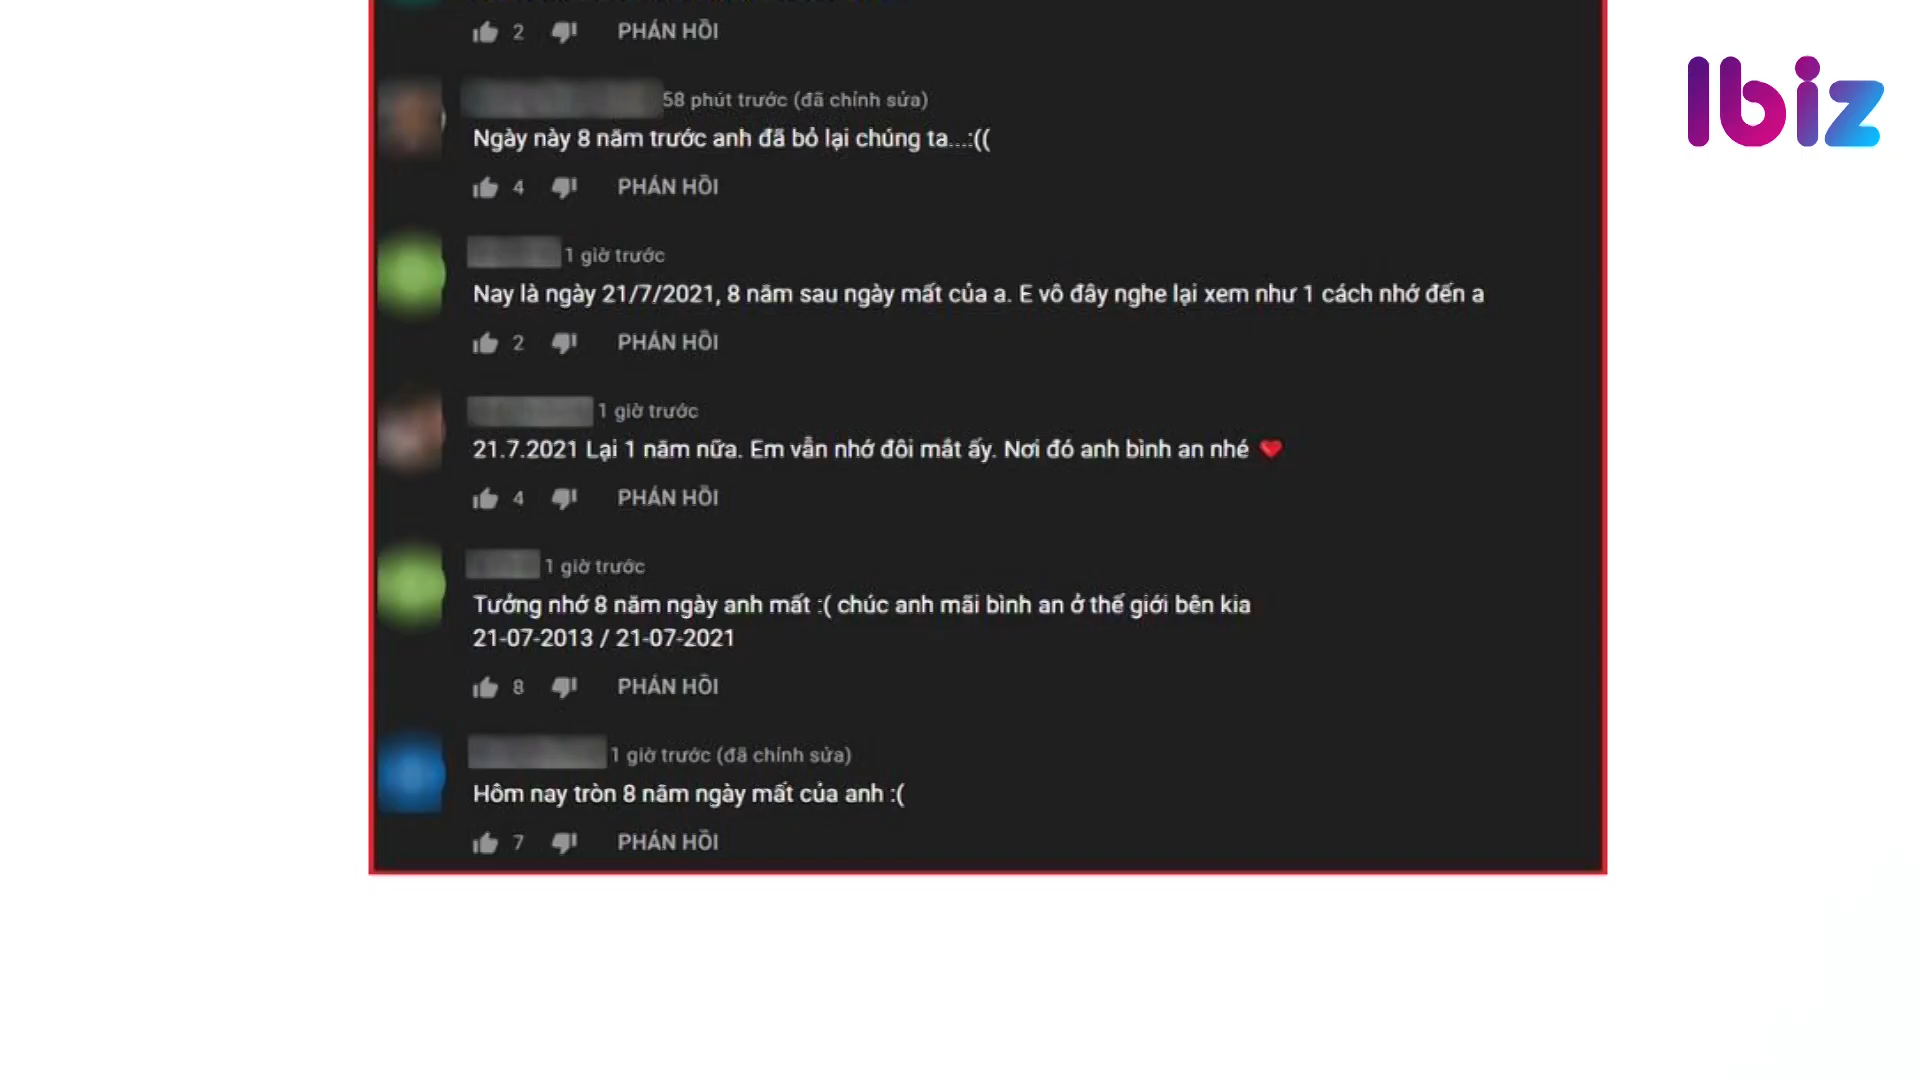 2 PHẢN HỒI
58 phút trước (đã chỉnh sửa)
Ngày này 8 năm trước anh đã bỏ lại chúng ta...:((
4 PHẢN HỒI
1 giờ trước
Nay là ngày 21/7/2021, 8 năm sau ngày mất của a. E vô đây nghe lại xem như 1 cách nhớ đến a
2 PHẢN HỒI
1 giờ trước
21.7.2021 Lại 1 năm nữa. Em vẫn nhớ đôi mắt ấy. Nơi đó anh bình an nhé ❤
4 PHẢN HỒI
1 giờ trước
Tưởng nhớ 8 năm ngày anh mất :( chúc anh mãi bình an ở thế giới bên kia
21-07-2013 / 21-07-2021
8 PHẢN HỒI
1 giờ trước (đã chỉnh sửa)
Hôm nay tròn 8 năm ngày mất của anh :(
7 PHẢN HỒI
Ibiz